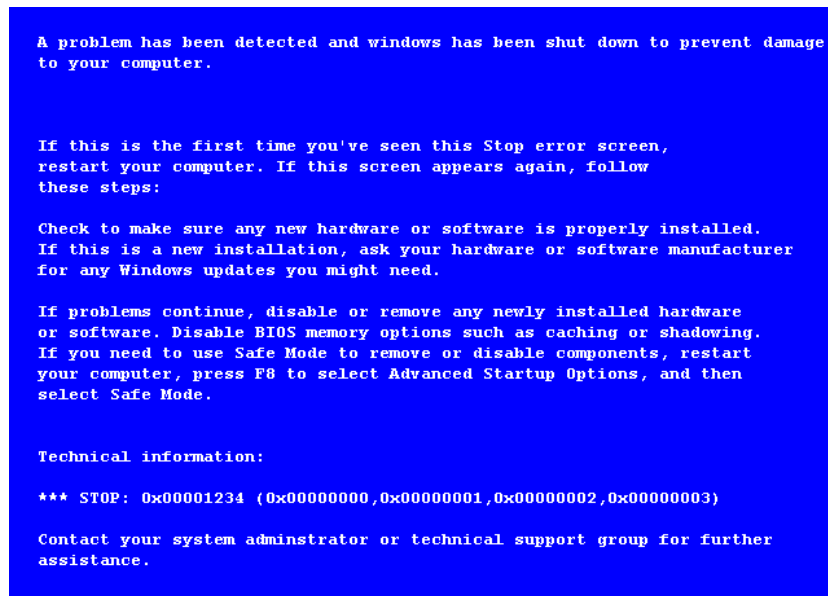 A problem has been detected and windows has been shut down to prevent damage
to your computer.
If this is the first time you've seen this Stop error screen,
restart your computer. If this screen appears again, follow
these steps:
Check to make sure any new hardware or software is properly installed.
If this is a new installation, ask your hardware or software manufacturer
for any Windows updates you might need.
If problems continue, disable or remove any newly installed hardware
or software. Disable BIOS memory options such as caching or shadowing.
If you need to use Safe Mode to remove or disable components, restart
your computer, press F8 to select Advanced Startup Options, and then
select Safe Mode.
Technical information:
*** STOP: 0x00001234 (0x00000000,0x00000001,0x00000002,0x00000003)
Contact your system adminstrator or technical support group for further
assistance.